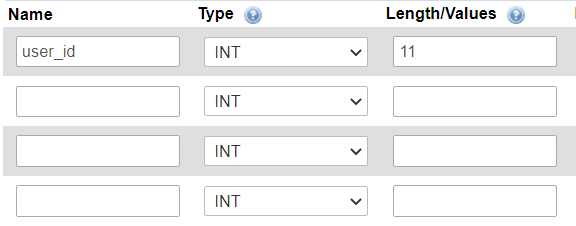 Name Type Length/Values
user_id INT 11
INT
INT
INT